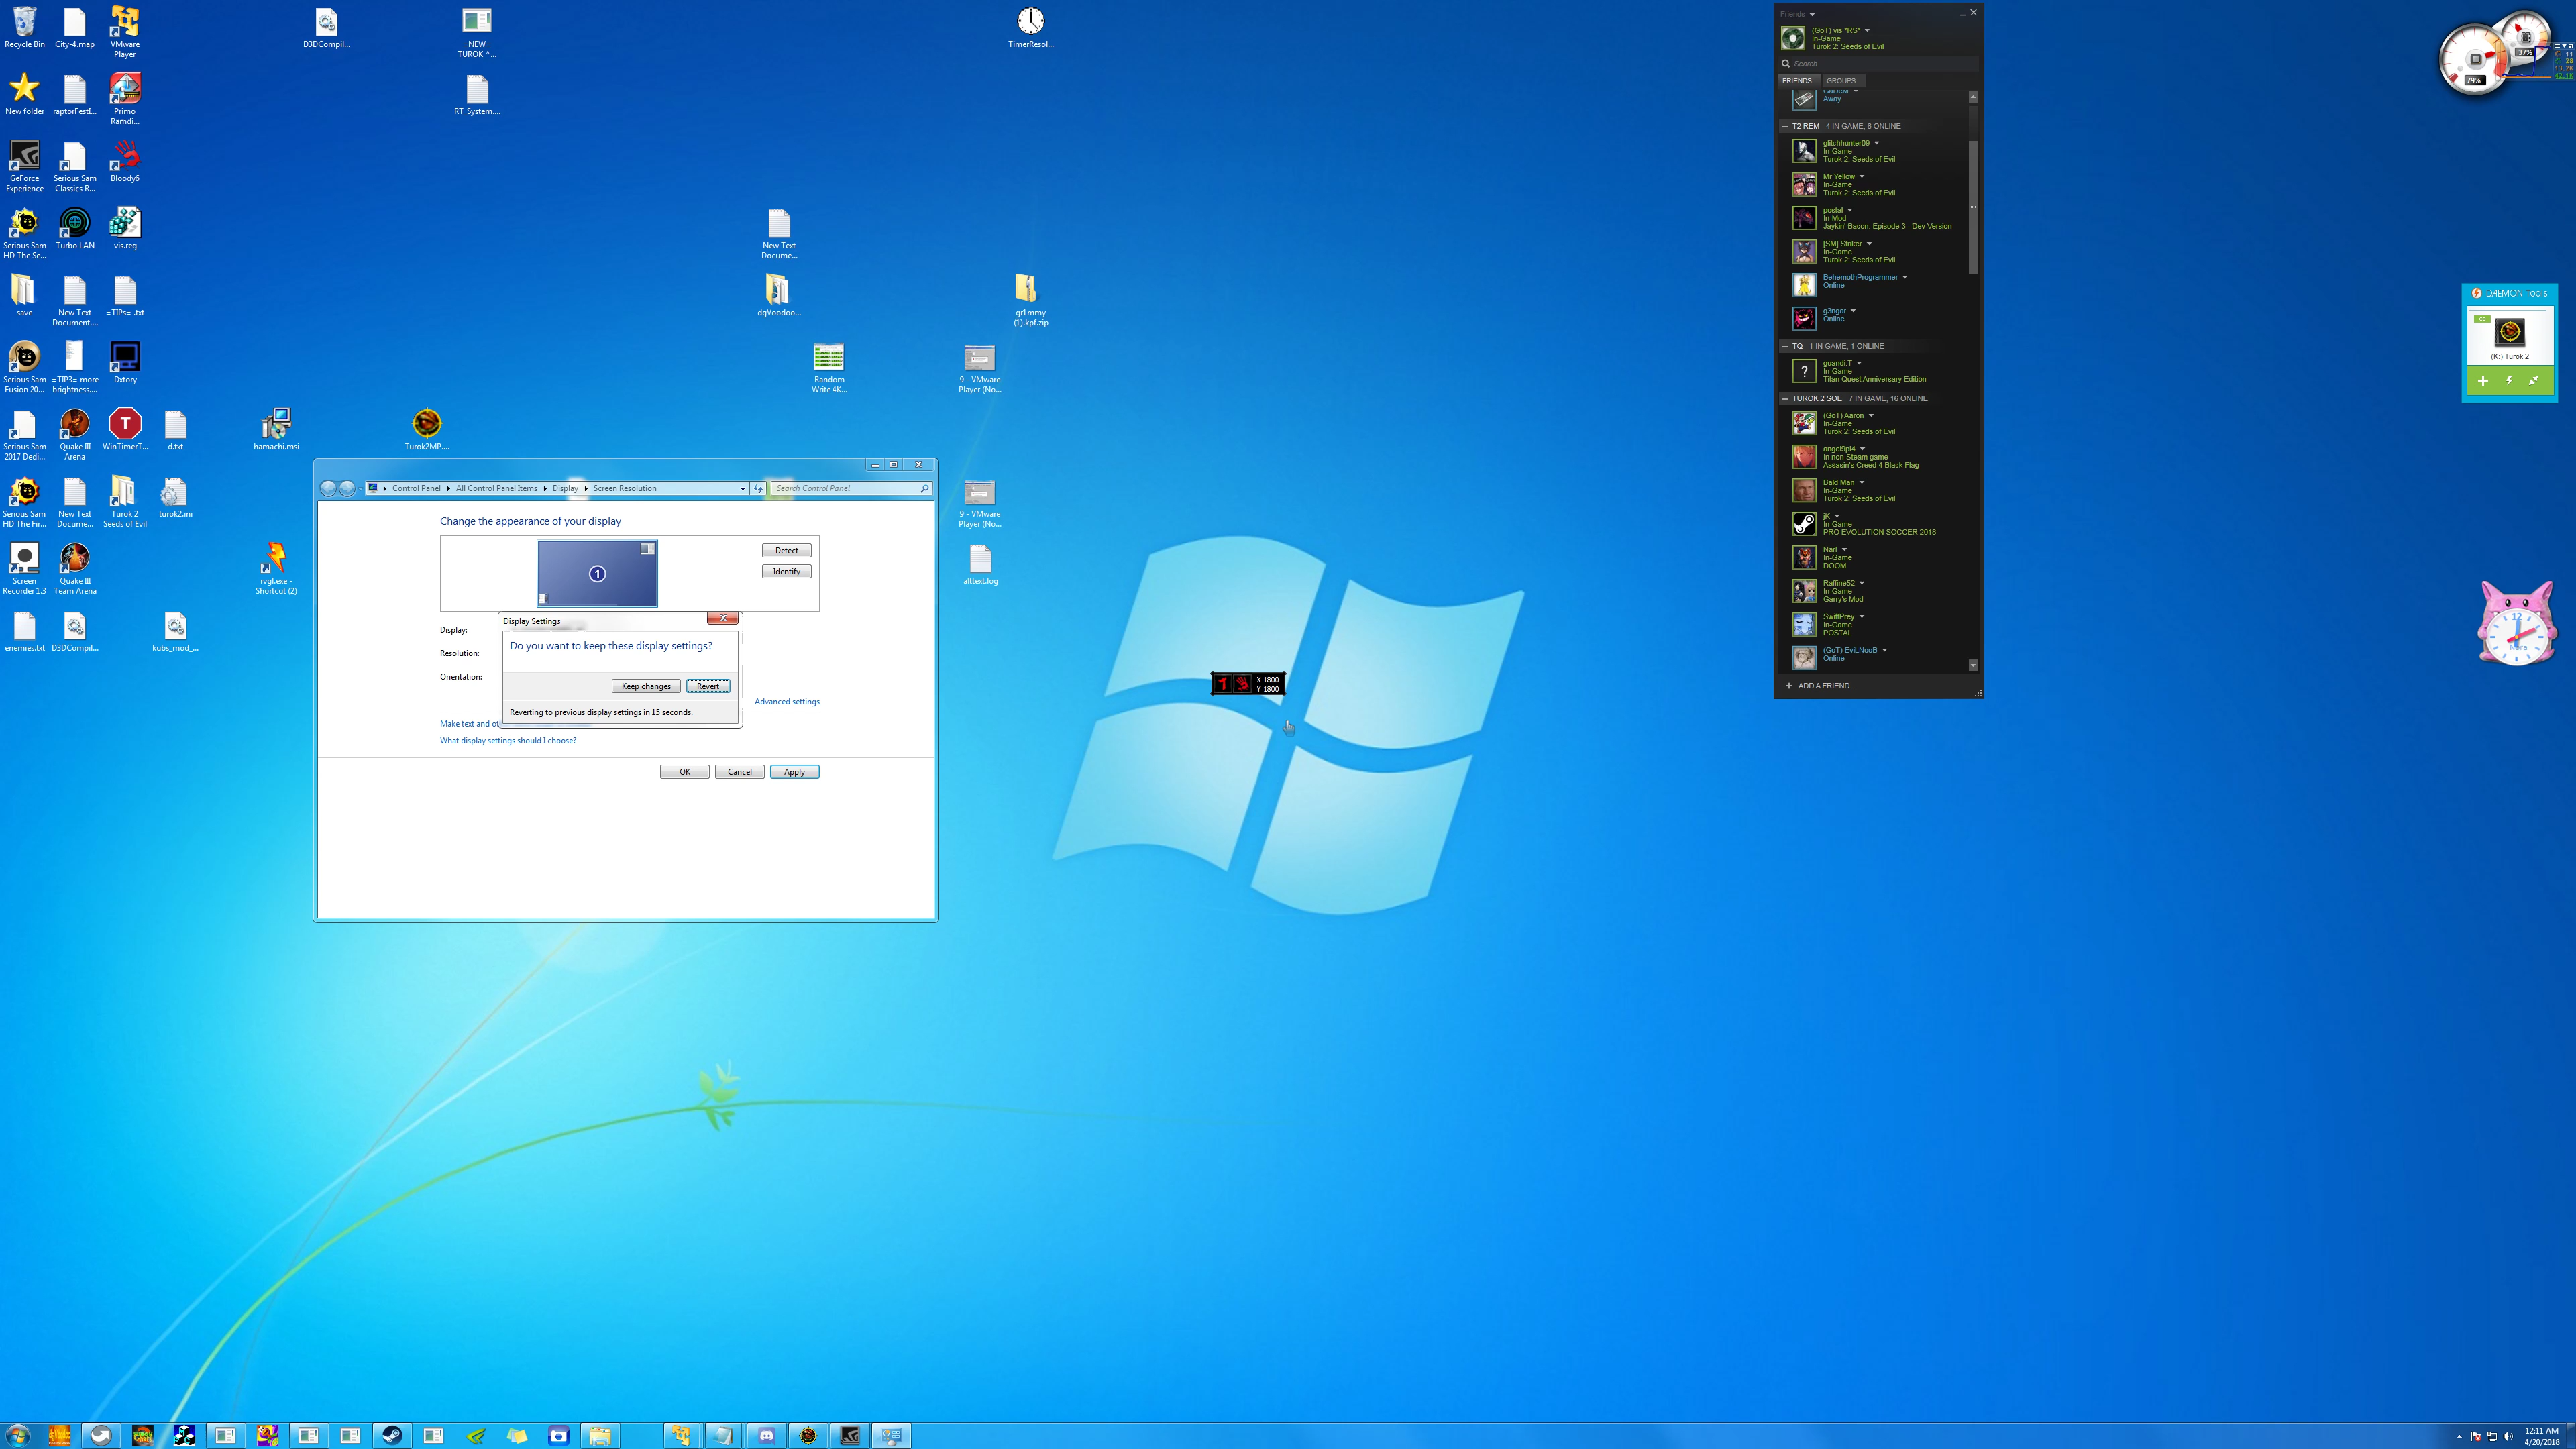 Recycle Bin
City-4.map
VMware
Player
D3DCompil...
=NEW=
TUROK ^...
TimerResol...
New folder
raptorFestI...
Primo
Ramdi...
RT_System....
GeForce
Experience
Serious Sam
Classics R...
Bloody6
Serious Sam
HD The Se...
Turbo LAN
vis.reg
New Text
Docume...
save
New Text
Document....
=TIPs= .txt
dgVoodoo...
gr1mmy
(1).kpf.zip
Serious Sam
Fusion 20...
=TIP3= more
brightness....
Dxtory
Random
Write 4K...
9 - VMware
Player (No...
Serious Sam
2017 Dedi...
Quake III
Arena
WinTimerT...
d.txt
hamachi.msi
Turok2MP....
Serious Sam
HD The Fir...
New Text
Docume...
Turok 2
Seeds of Evil
turok2.ini
9 - VMware
Player (No...
Screen
Recorder1.3
Quake III
Team Arena
rvgl.exe -
Shortcut (2)
alttext.log
enemies.txt
D3DCompil...
kubs_mod_...
Control Panel
All Control Panel Items
Display
Screen Resolution
Search Control Panel
Change the appearance of your display
1
Detect
Identify
Display:
Resolution:
Orientation:
Display Settings
Do you want to keep these display settings?
Keep changes
Revert
Reverting to previous display settings in 15 seconds.
Advanced settings
Make text and ot
What display settings should I choose?
OK
Cancel
Apply
X 1800
Y 1800
Friends
(GoT) vis *RS*
In-Game
Turok 2: Seeds of Evil
Search
FRIENDS
GROUPS
Away
T2 REM 4 IN GAME, 6 ONLINE
glitchhunter09
In-Game
Turok 2: Seeds of Evil
Mr Yellow
In-Game
Turok 2: Seeds of Evil
postal
In-Mod
Jaykin' Bacon: Episode 3 - Dev Version
[SM] Striker
In-Game
Turok 2: Seeds of Evil
BehemothProgrammer
Online
g3ngar
Online
TQ 1 IN GAME, 1 ONLINE
guandi.T
In-Game
Titan Quest Anniversary Edition
TUROK 2 SOE 7 IN GAME, 16 ONLINE
(GoT) Aaron
In-Game
Turok 2: Seeds of Evil
angel9pl4
In non-Steam game
Assasin's Creed 4 Black Flag
Bald Man
In-Game
Turok 2: Seeds of Evil
jK
In-Game
PRO EVOLUTION SOCCER 2018
Narl
In-Game
DOOM
Raffine52
In-Game
Garry's Mod
SwiftPrey
In-Game
POSTAL
(GoT) EviLNooB
Online
ADD A FRIEND...
79%
37%
DAEMON Tools
CD
(K:) Turok 2
12
12:11 AM
4/20/2018